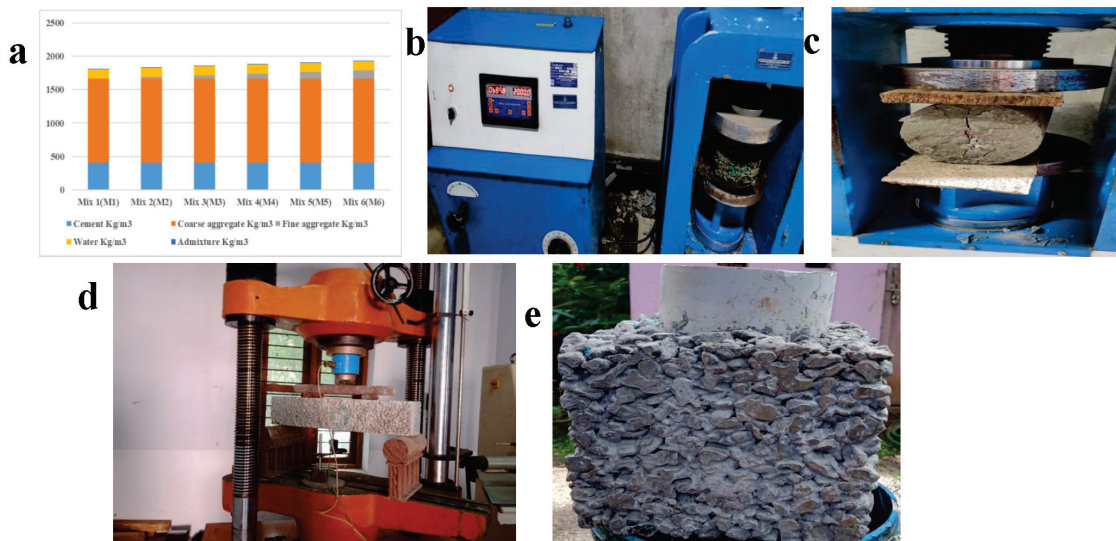 a
2500
2000
1500
1000
500
0
Mix 1(M1) Mix 2(M2) Mix 3(M3) Mix 4(M4) Mix 5(M5) Mix 6(M6)
Cement Kg/m3 Coarse aggregate Kg/m3 Fine aggregate Kg/m3
Water Kg/m3 Admixture Kg/m3
b
c
d
e